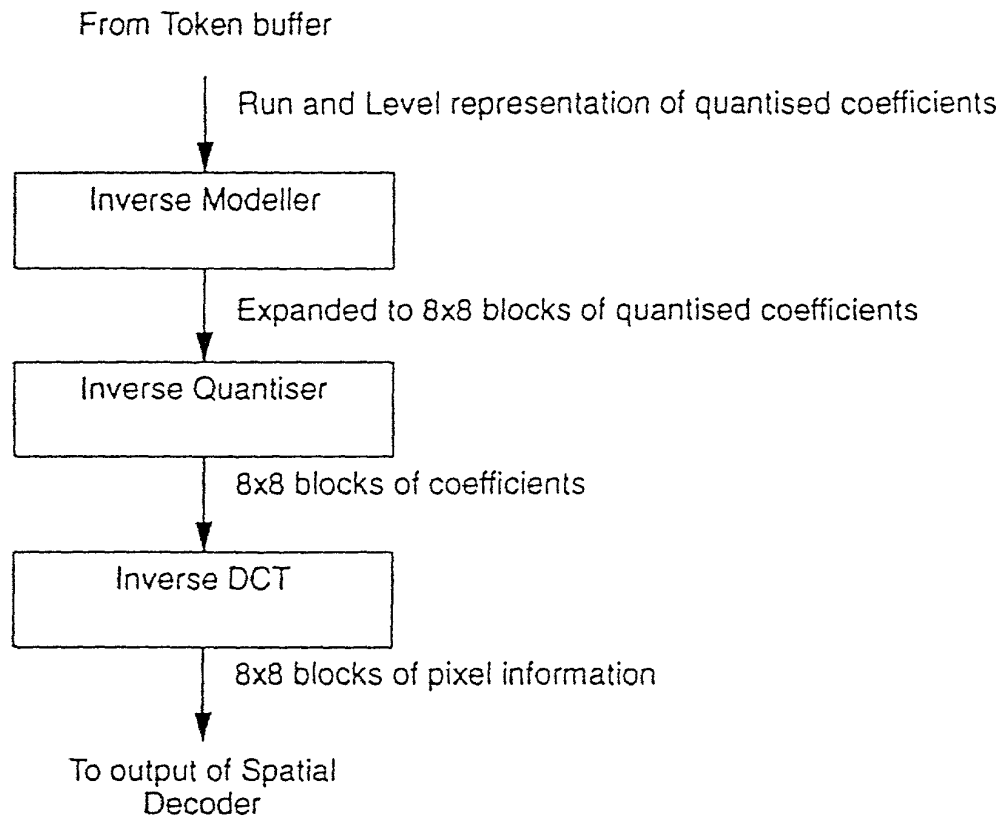 From Token buffer
Run and Level representation of quantised coefficients
Inverse Modeller
Expanded to 8x8 blocks of quantised coefficients
Inverse Quantiser
8x8 blocks of coefficients
Inverse DCT
8x8 blocks of pixel information
To output of Spatial
Decoder